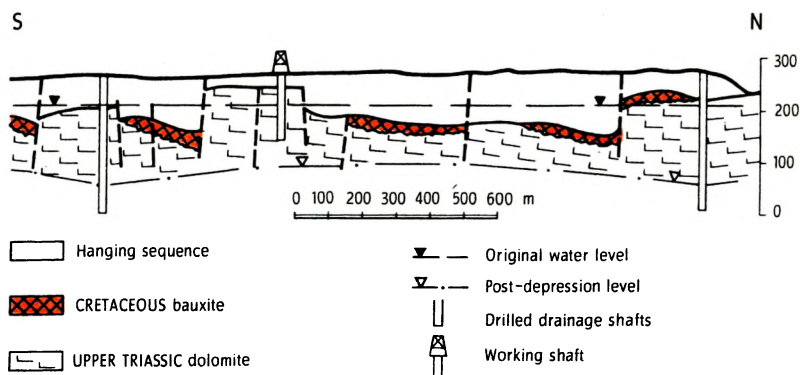 S
N
300
200
100
0
0 100 200 300 400 500 600 m
Hanging sequence
CRETACEOUS bauxite
UPPER TRIASSIC dolomite
Original water level
Post-depression level
Drilled drainage shafts
Working shaft